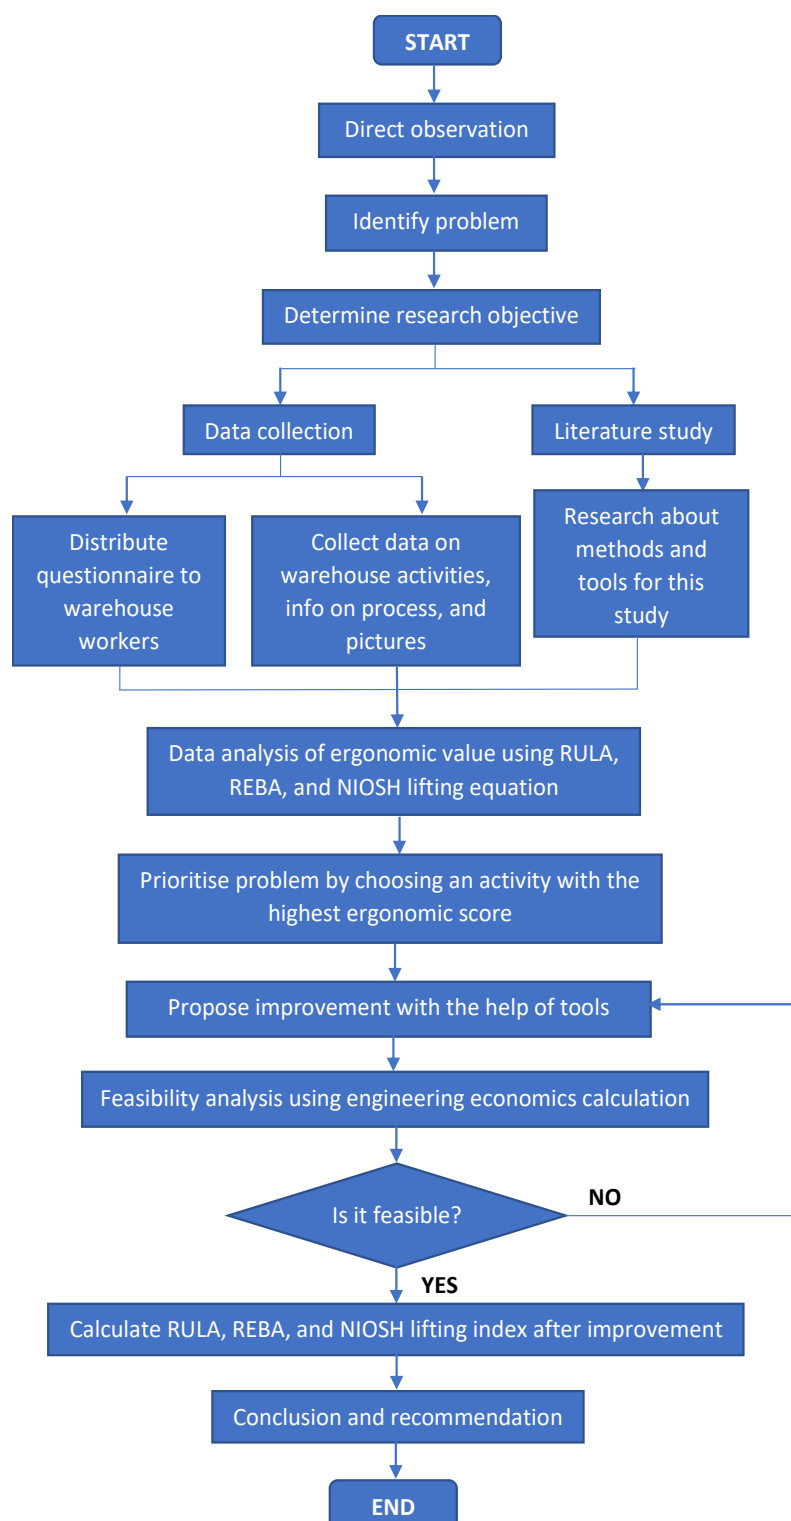 START
Direct observation
Identify problem
Determine research objective
Data collection
Literature study
Distribute
questionnaire to
warehouse
workers
Collect data on
warehouse activities,
info on process, and
pictures
Research about
methods and
tools for this
study
Data analysis of ergonomic value using RULA,
REBA, and NIOSH lifting equation
Prioritise problem by choosing an activity with the
highest ergonomic score
Propose improvement with the help of tools
Feasibility analysis using engineering economics calculation
Is it feasible?
NO
YES
Calculate RULA, REBA, and NIOSH lifting index after improvement
Conclusion and recommendation
END